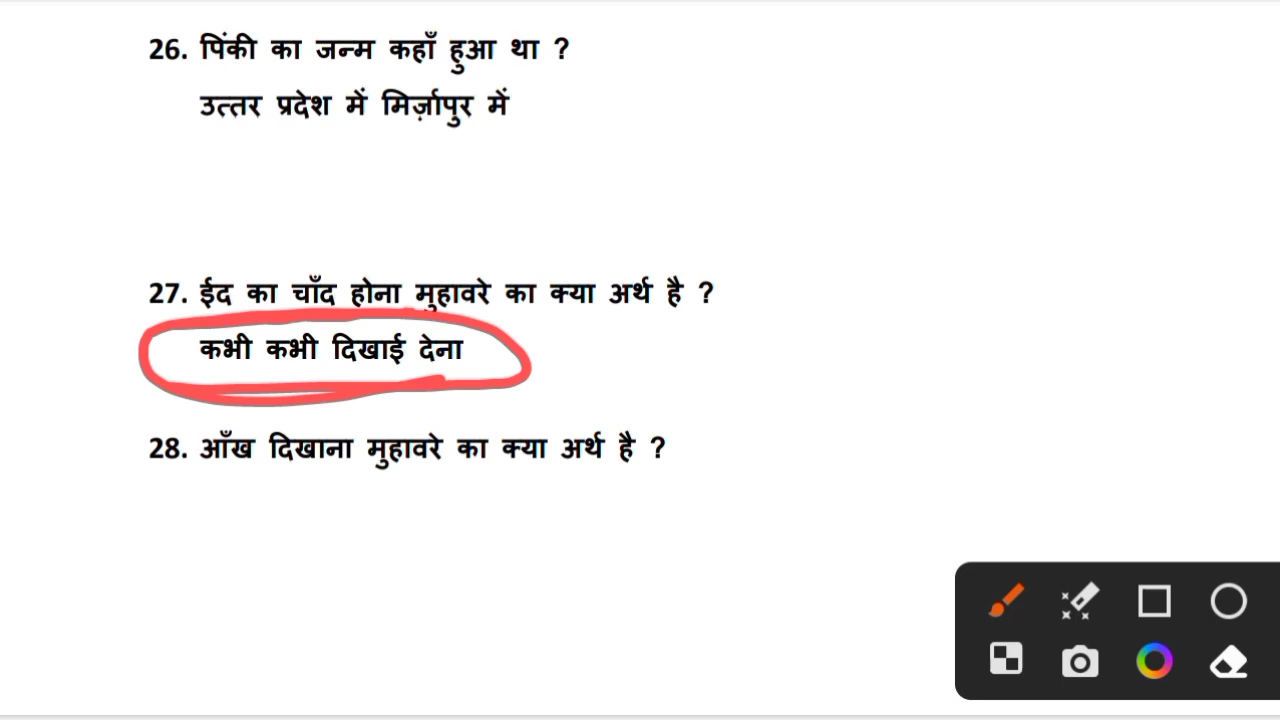 26. पिंकी का जन्म कहाँ हुआ था ?
उत्तर प्रदेश में मिर्ज़ापुर में
27. ईद का चाँद होना मुहावरे का क्या अर्थ है ?
कभी कभी दिखाई देना
28. आँख दिखाना मुहावरे का क्या अर्थ है ?